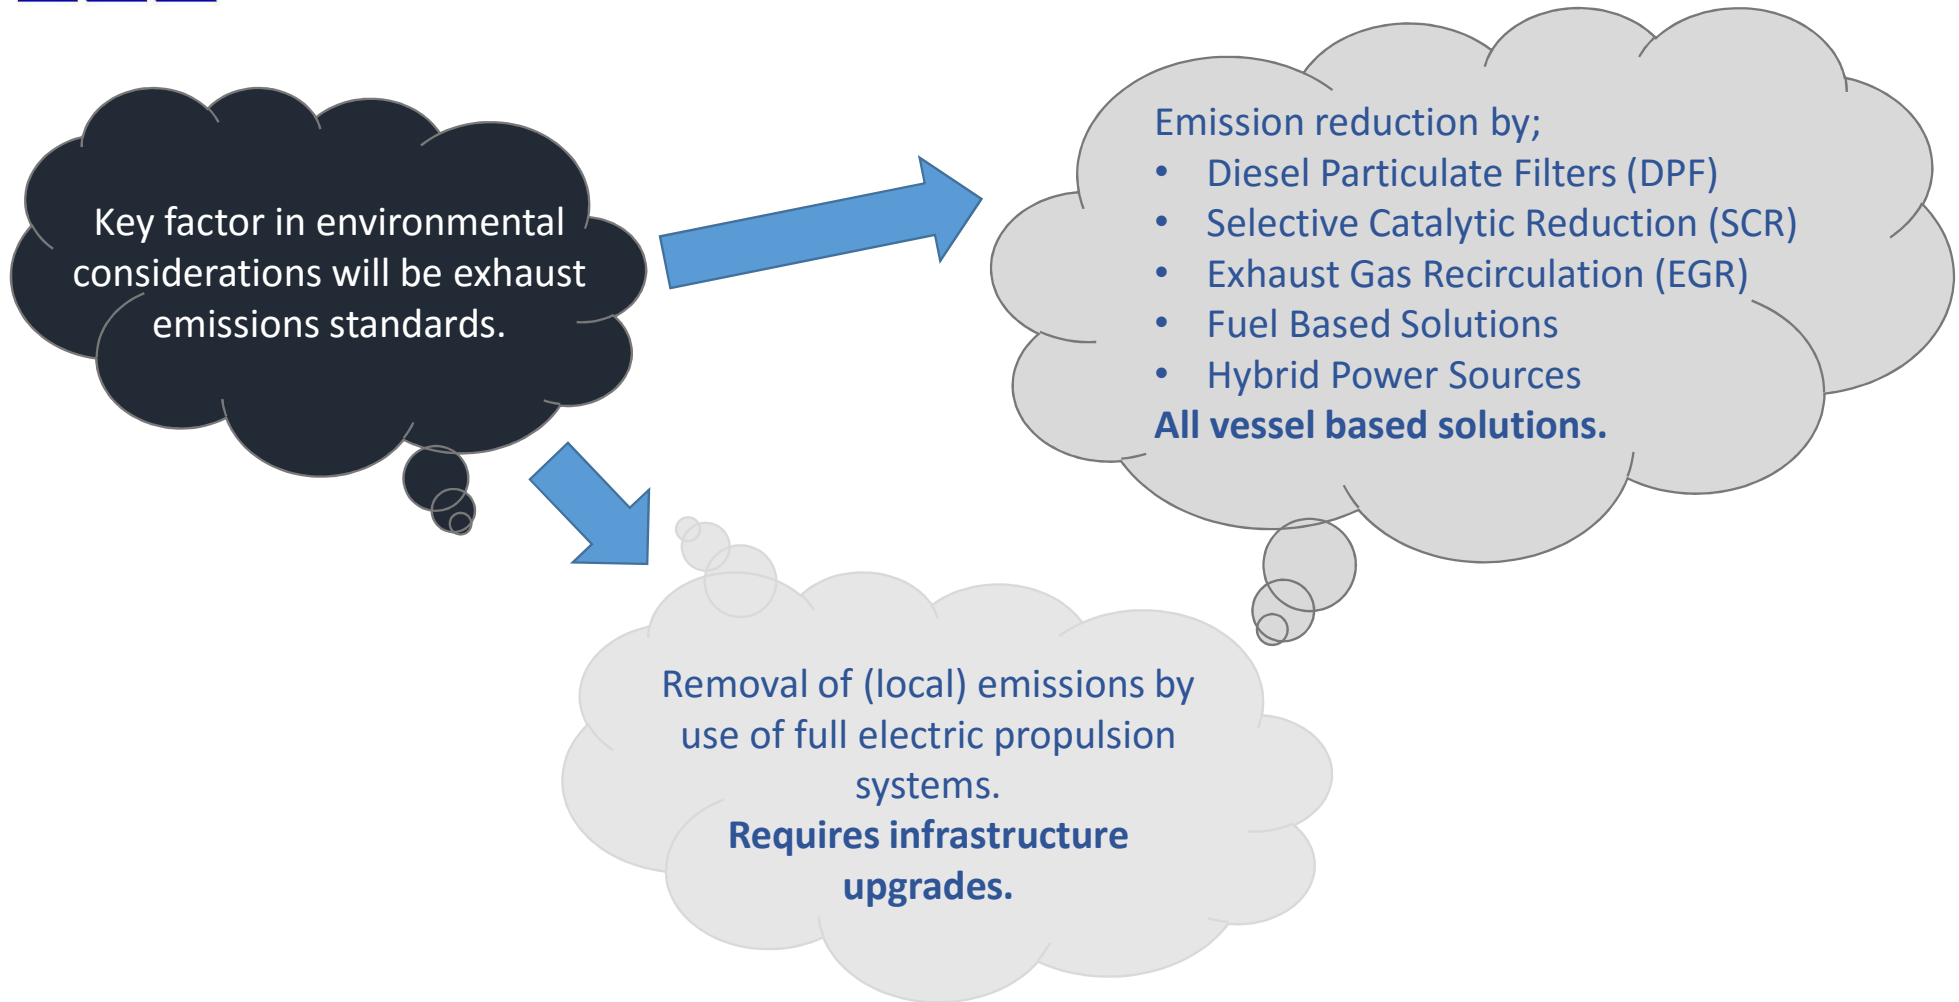 Key factor in environmental
considerations will be exhaust
emissions standards.
Emission reduction by;
• Diesel Particulate Filters (DPF)
• Selective Catalytic Reduction (SCR)
• Exhaust Gas Recirculation (EGR)
• Fuel Based Solutions
• Hybrid Power Sources
All vessel based solutions.
Removal of (local) emissions by
use of full electric propulsion
systems.
Requires infrastructure
upgrades.